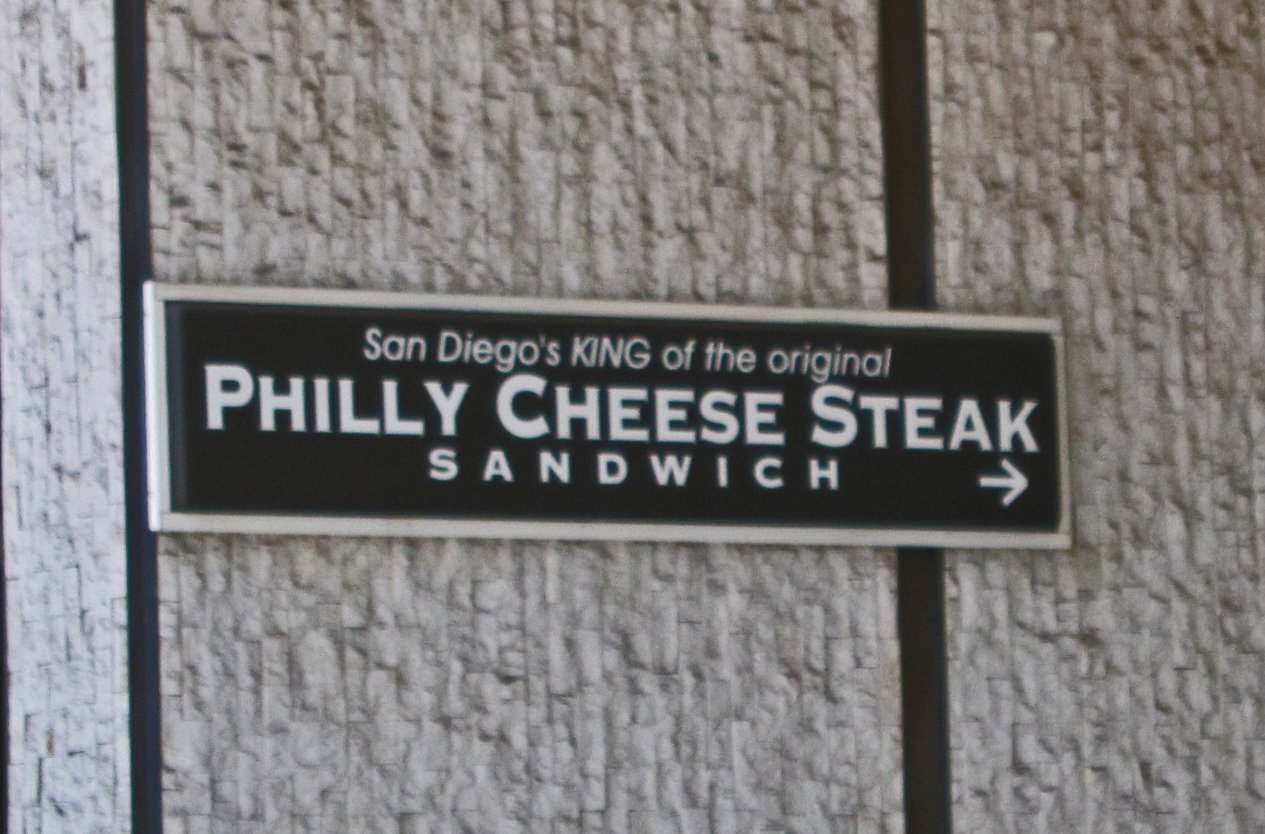 San Diego's KING of the original
PHILLY CHEESE STEAK
SANDWICH
→